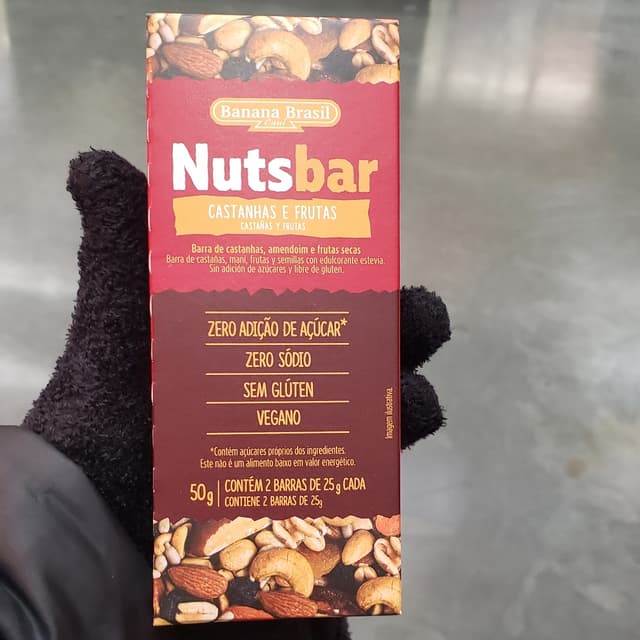 Banana Brasil
Nutsbar
CASTANHAS E FRUTAS
CASTAÑAS Y FRUTAS
Barra de castanhas, amendoim e frutas secas
Barra de castañas, maní, frutas y semillas con edulcorante estevia.
Sin adición de azúcares y libre de gluten.
ZERO ADIÇÃO DE AÇÚCAR*
ZERO SÓDIO
SEM GLÚTEN
VEGANO
Imagem ilustrativa.
*Contém açúcares próprios dos ingredientes.
Este não é um alimento baixo em valor energético.
50g CONTÉM 2 BARRAS DE 25g CADA
CONTIENE 2 BARRAS DE 25g